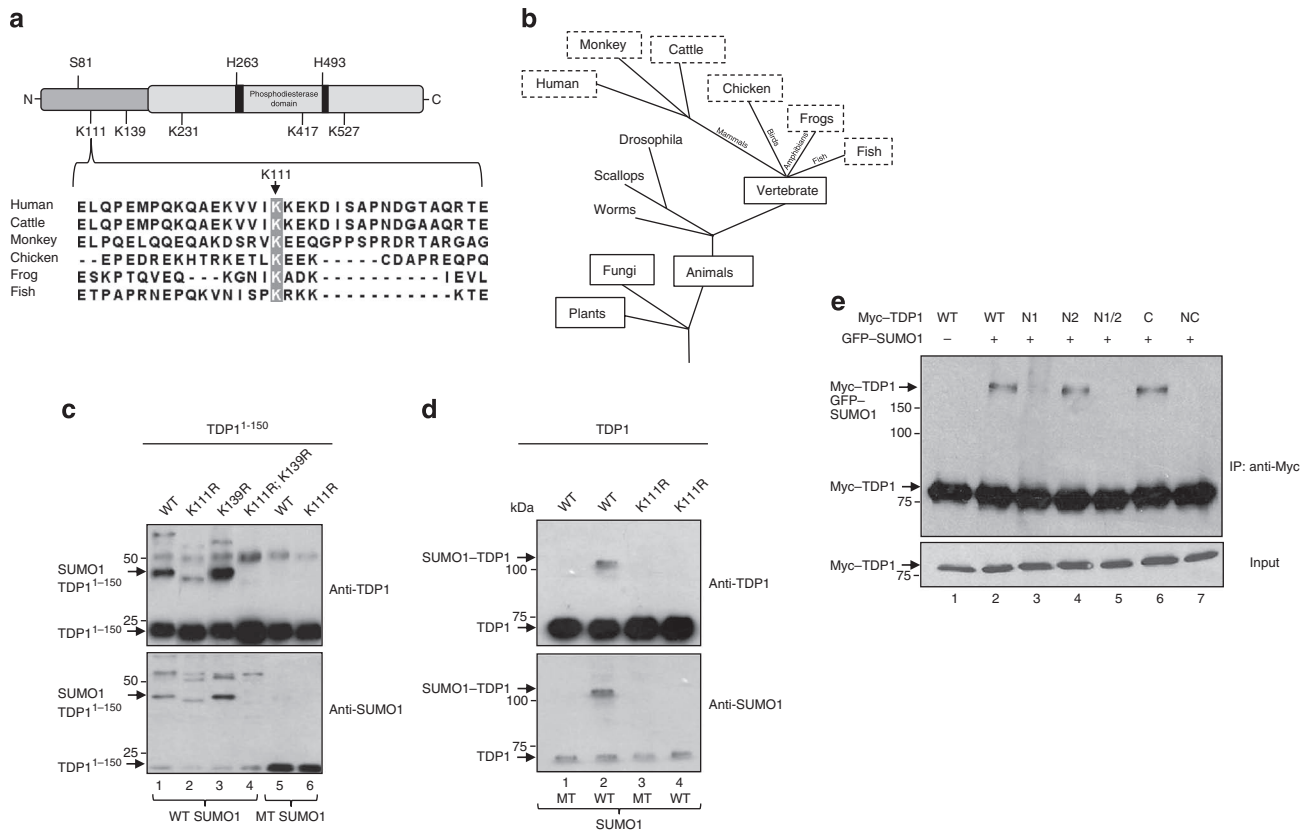 a
S81 H263 H493
N Phosphodiesterase domain C
K111 K139 K231 K417 K527
K111
Human ELQPEMPQKQAEKVVIKKEKDISAPNDGTAQRTE
Cattle ELQPEMPQKQAEKVVIKKEKDISAPNDGAAQRTE
Monkey ELPQELQQEQAKDSRVKEEQGPPSPRDRTARGAG
Chicken --EPEDREKHTRKETLKEEK-----CDAPREQPQ
Frog ESKPTQVEQ---KGNIKADK----------IEVL
Fish ETPAPRNEPQKVNISPKRKK-----------KTE
b
Monkey
Cattle
Human
Chicken
Frogs
Fish
Mammals
Birds
Amphibians
Fish
Drosophila
Scallops
Worms
Vertebrate
Fungi
Animals
Plants
c
TDP1 1–150
WT K111R K139R K111R; K139R WT K111R
50
SUMO1
TDP1 1–150
Anti-TDP1
25
TDP1 1–150
50
SUMO1
TDP1 1–150
Anti-SUMO1
25
TDP1 1–150
1 2 3 4 5 6
WT SUMO1 MT SUMO1
d
TDP1
WT WT K111R K111R
kDa
SUMO1–TDP1
100
Anti-TDP1
75
TDP1
SUMO1–TDP1
100
Anti-SUMO1
75
TDP1
1 2 3 4
MT WT MT WT
SUMO1
e
Myc–TDP1 WT WT N1 N2 N1/2 C NC
GFP–SUMO1 – + + + + + +
Myc–TDP1
GFP–
SUMO1
150
100
IP: anti-Myc
Myc–TDP1
75
Myc–TDP1
75
Input
1 2 3 4 5 6 7